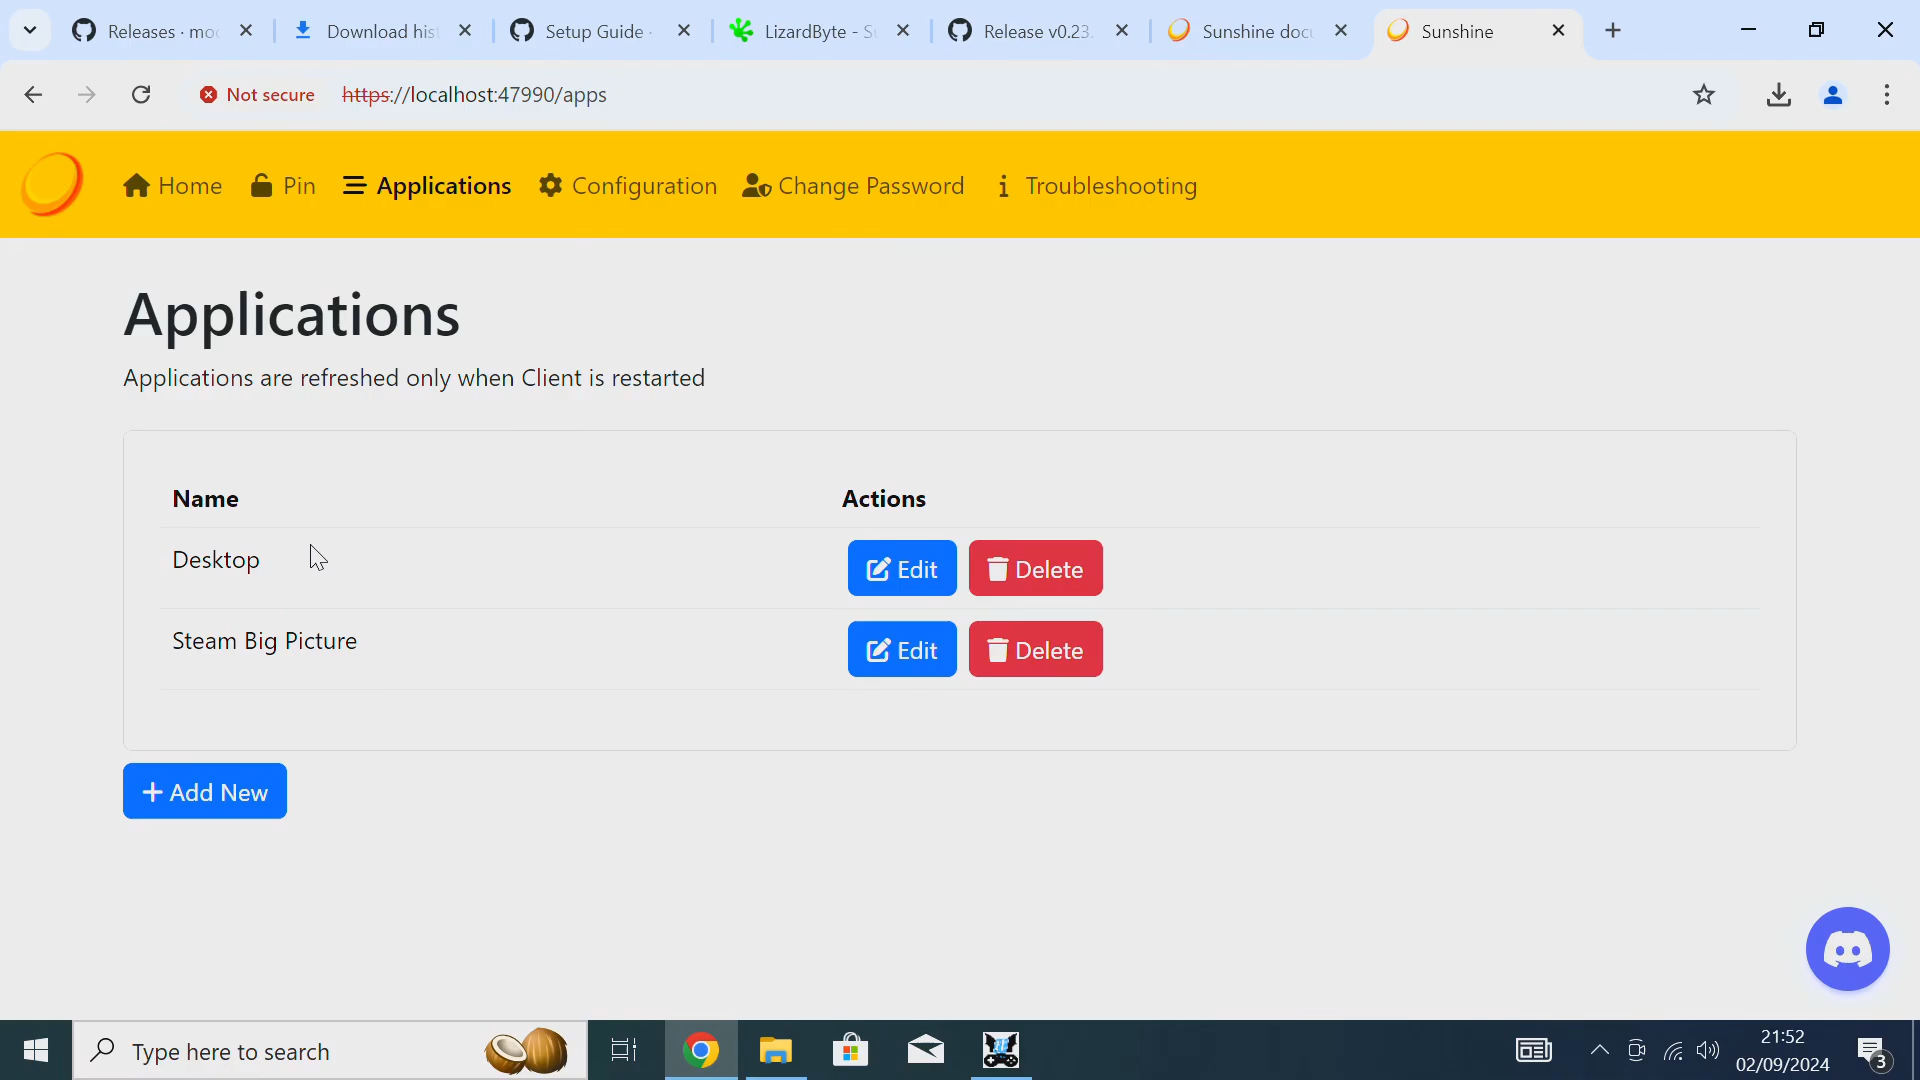 Releases · mo
Download hist
Setup Guide ·
LizardByte - S
Release v0.23.
Sunshine doc
Sunshine
Not secure
https://localhost:47990/apps
Home
Pin
Applications
Configuration
Change Password
Troubleshooting
Applications
Applications are refreshed only when Client is restarted
Name
Actions
Desktop
Edit
Delete
Steam Big Picture
Edit
Delete
Add New
Type here to search
21:52
02/09/2024
3